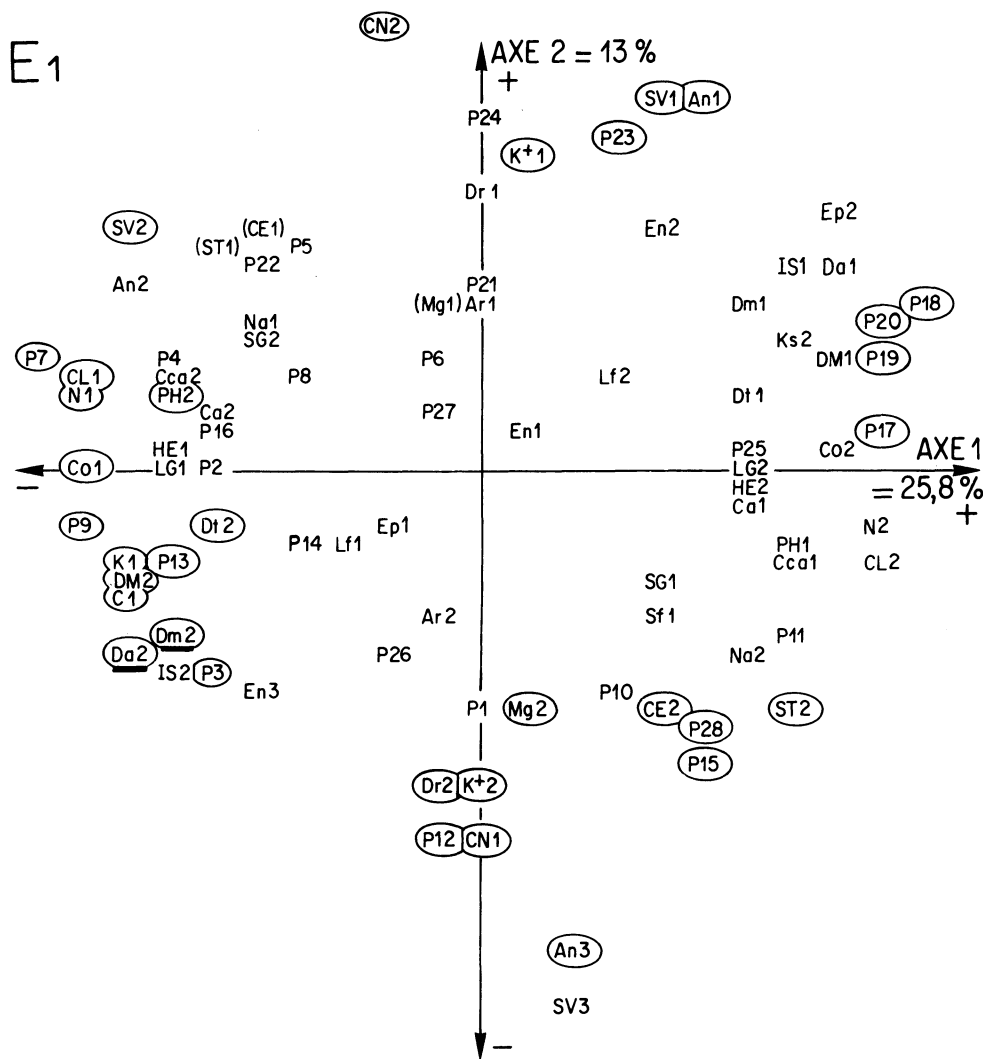 CN2
E1
AXE 2 = 13 %
+
SV1 An1
P24
P23
K+1
Dr1
Ep2
SV2
(CE1)
En2
(ST1) P5
P22
IS1 Da1
An2
P21
(Mg1) Ar1
Dm1
P18
P20
Na1
SG2
Ks2
P7
P4
P6
DM1 P19
CL1
Cca2
P8
Lf2
N1
PH2
Dt1
Ca2
P27
P16
En1
P17
HE1
P25
Co2
AXE 1
Co1
LG1 P2
LG2
−
HE2
= 25,8 %
Ca1
+
P9
Dt2
Ep1
N2
P14 Lf1
PH1
K1 P13
Cca1
CL2
DM2
SG1
C1
Ar2
Sf1
Dm2
P11
Da2
P26
Na2
IS2 P3
En3
P10
P1 Mg2
CE2
ST2
P28
P15
Dr2 K+2
P12 CN1
An3
SV3
−